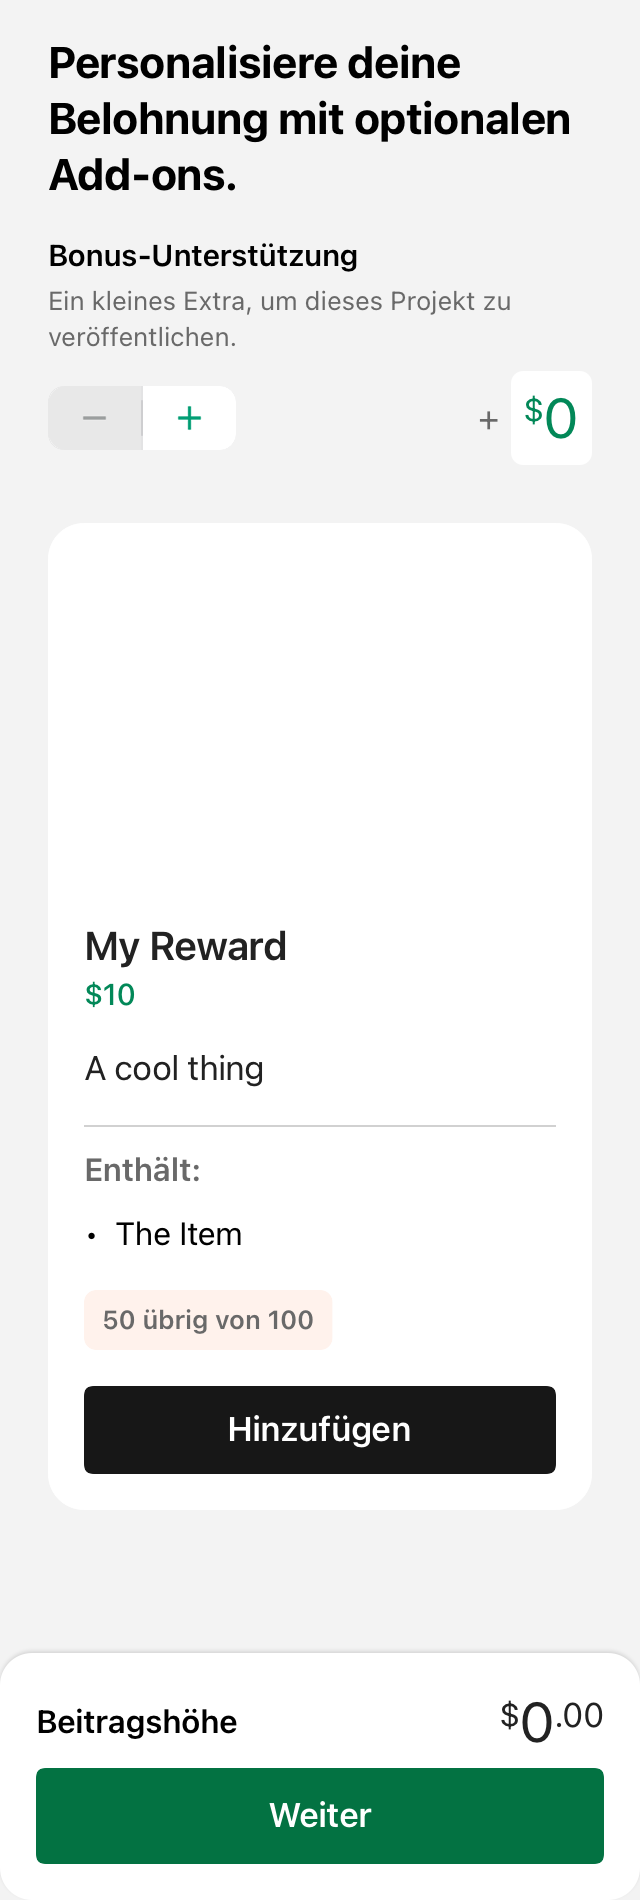 Personalisiere deine
Belohnung mit optionalen
Add-ons.
Bonus-Unterstützung
Ein kleines Extra, um dieses Projekt zu
veröffentlichen.
− + + $0
My Reward
$10
A cool thing
Enthält:
• The Item
50 übrig von 100
Hinzufügen
Beitragshöhe $0.00
Weiter